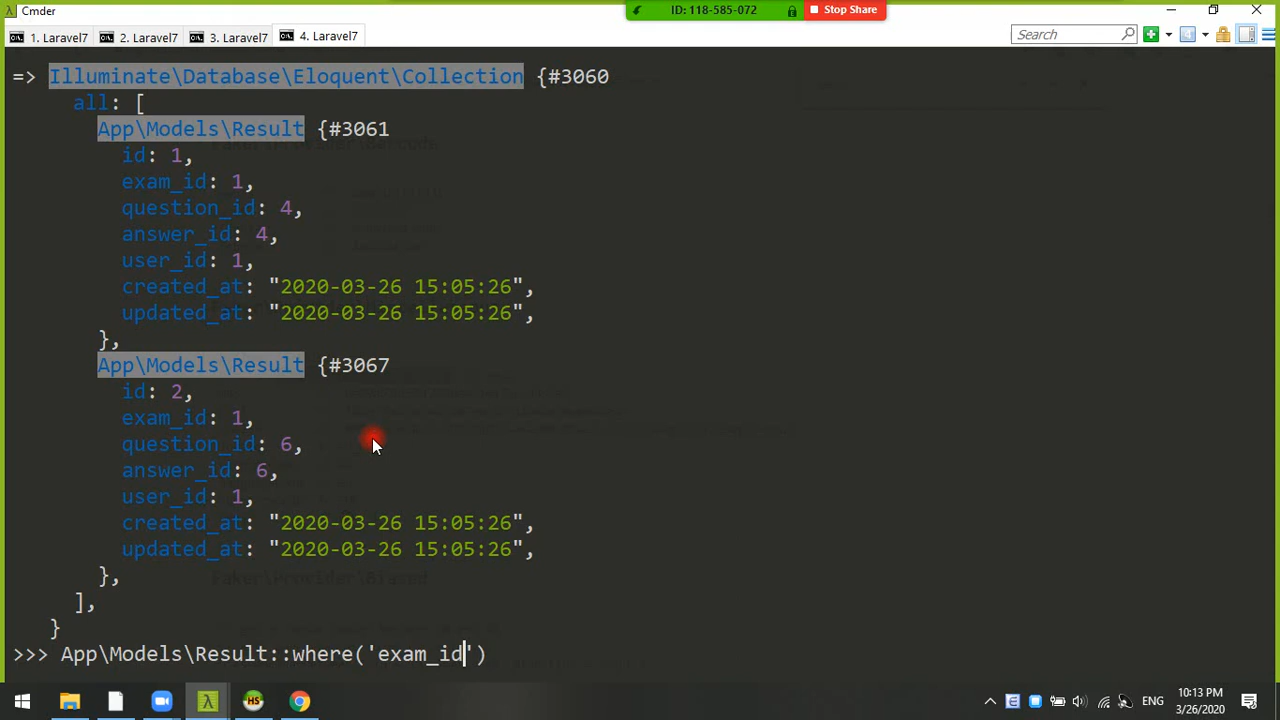 Cmder
ID: 118-585-072
Stop Share
1. Laravel7
2. Laravel7
3. Laravel7
4. Laravel7
Search
=> Illuminate\Database\Eloquent\Collection {#3060
all: [
App\Models\Result {#3061
id: 1,
exam_id: 1,
question_id: 4,
answer_id: 4,
user_id: 1,
created_at: "2020-03-26 15:05:26",
updated_at: "2020-03-26 15:05:26",
},
App\Models\Result {#3067
id: 2,
exam_id: 1,
question_id: 6,
answer_id: 6,
user_id: 1,
created_at: "2020-03-26 15:05:26",
updated_at: "2020-03-26 15:05:26",
},
],
}
>>> App\Models\Result::where('exam_id')
ENG
10:13 PM
3/26/2020